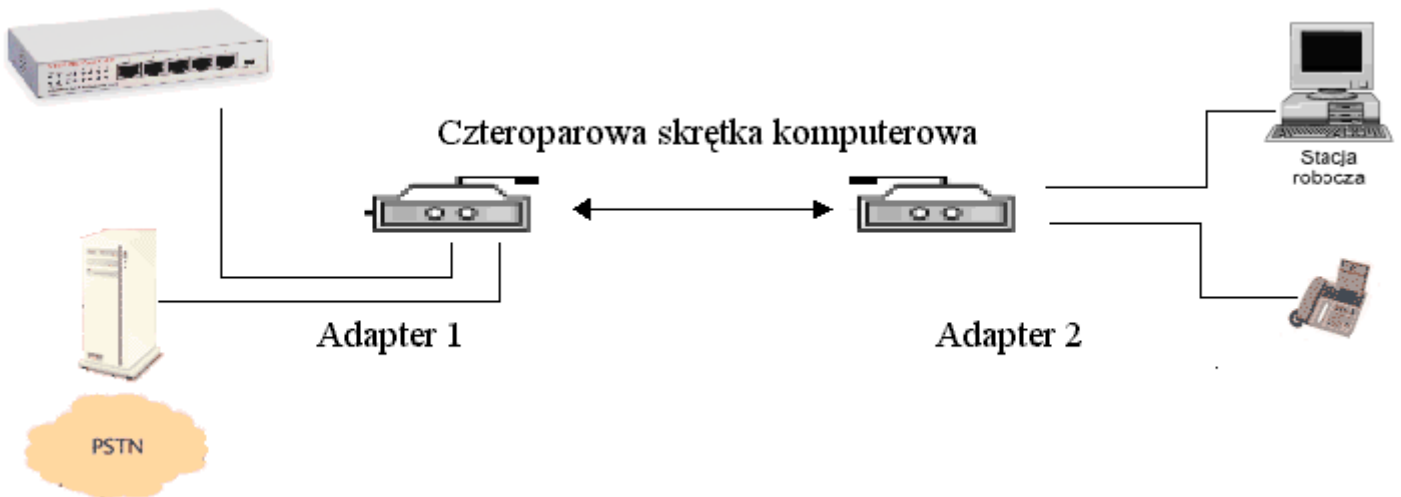 Czteroparowa skrętka komputerowa
Stacja
robocza
Adapter 1
Adapter 2
PSTN